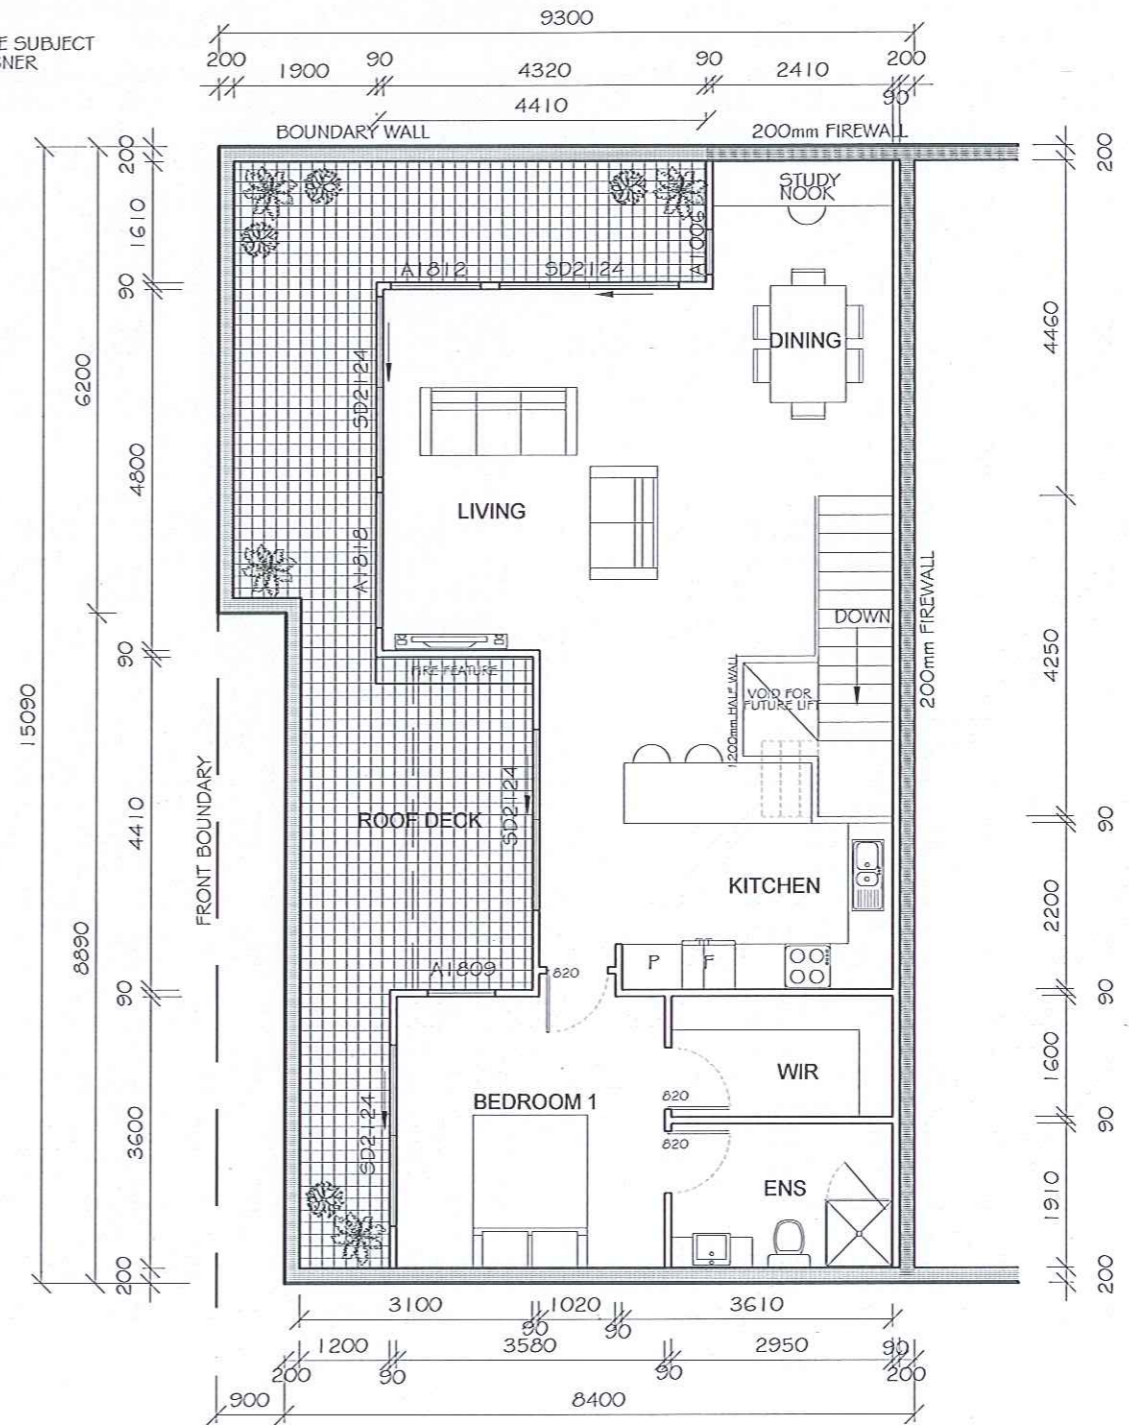 E SUBJECT
GNER
9300
200 1900 90 4320 90 2410 200
90
4410
BOUNDARY WALL
200mm FIREWALL
15090
6200
8890
200
1610
90
4800
90
4410
90
3600
200
200
4460
4250
90
2200
90
1600
90
1910
200
STUDY
NOOK
A1812
SD2124
A1006
DINING
SD2124
LIVING
A1818
DOWN
200mm FIREWALL
FIRE FEATURE
1200mm HALF WALL
VOID FOR
FUTURE LIFT
FRONT BOUNDARY
ROOF DECK
SD2124
KITCHEN
P F
A1809
820
WIR
BEDROOM 1
820
820
SD2124
ENS
3100 1020 3610
90 90
1200 3580 2950 90
200 90 90 200
900 8400